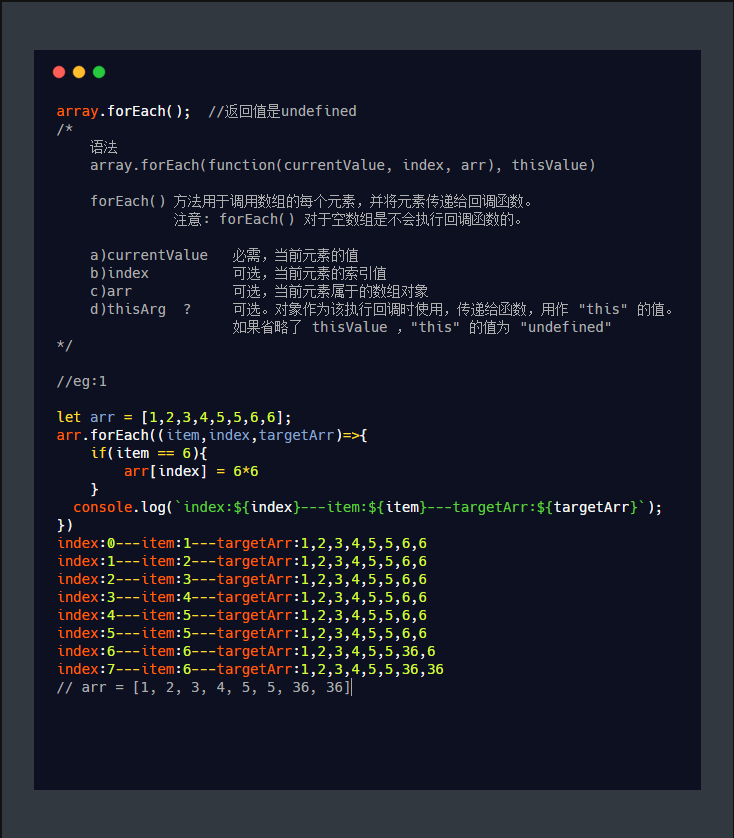 array.forEach();  //返回值是undefined
/*
    语法
    array.forEach(function(currentValue, index, arr), thisValue)
    forEach() 方法用于调用数组的每个元素，并将元素传递给回调函数。
              注意: forEach() 对于空数组是不会执行回调函数的。
    a)currentValue   必需，当前元素的值
    b)index          可选，当前元素的索引值
    c)arr            可选，当前元素属于的数组对象
    d)thisArg  ?     可选。对象作为该执行回调时使用，传递给函数，用作 "this" 的值。
                     如果省略了 thisValue ，"this" 的值为 "undefined"
*/
//eg:1
let arr = [1,2,3,4,5,5,6,6];
arr.forEach((item,index,targetArr)=>{
    if(item == 6){
        arr[index] = 6*6
    }
  console.log(`index:${index}---item:${item}---targetArr:${targetArr}`);
})
index:0---item:1---targetArr:1,2,3,4,5,5,6,6
index:1---item:2---targetArr:1,2,3,4,5,5,6,6
index:2---item:3---targetArr:1,2,3,4,5,5,6,6
index:3---item:4---targetArr:1,2,3,4,5,5,6,6
index:4---item:5---targetArr:1,2,3,4,5,5,6,6
index:5---item:5---targetArr:1,2,3,4,5,5,6,6
index:6---item:6---targetArr:1,2,3,4,5,5,36,6
index:7---item:6---targetArr:1,2,3,4,5,5,36,36
// arr = [1, 2, 3, 4, 5, 5, 36, 36]